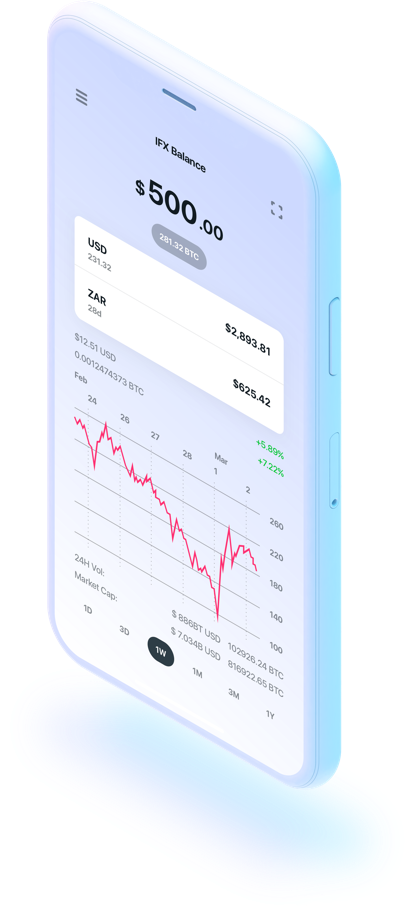 IFX Balance
$500.00
281.32 BTC
USD
231.32
$2,893.81
ZAR
28d
$625.42
$12.51 USD
+5.89%
0.0012474373 BTC
+7.22%
Feb
Mar
24 26 27 28 1 2
260
220
180
140
100
24H Vol:
$ 886BT USD 102926.24 BTC
Market Cap:
$ 7.034B USD 816922.65 BTC
1D 3D 1W 1M 3M 1Y